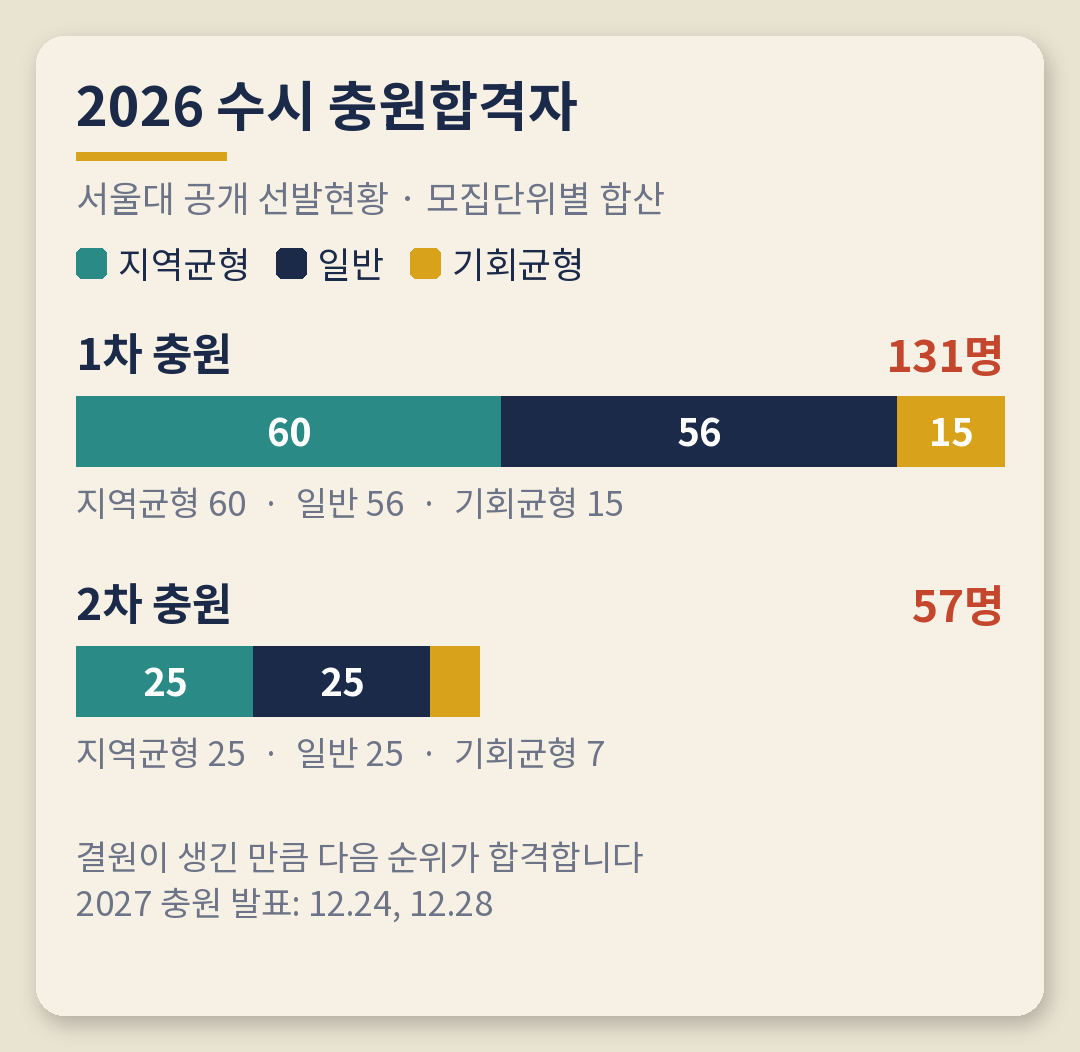 2026 수시 충원합격자
서울대 공개 선발현황 · 모집단위별 합산
지역균형 일반 기회균형
1차 충원 131명
60 56 15
지역균형 60 · 일반 56 · 기회균형 15
2차 충원 57명
25 25
지역균형 25 · 일반 25 · 기회균형 7
결원이 생긴 만큼 다음 순위가 합격합니다
2027 충원 발표: 12.24, 12.28